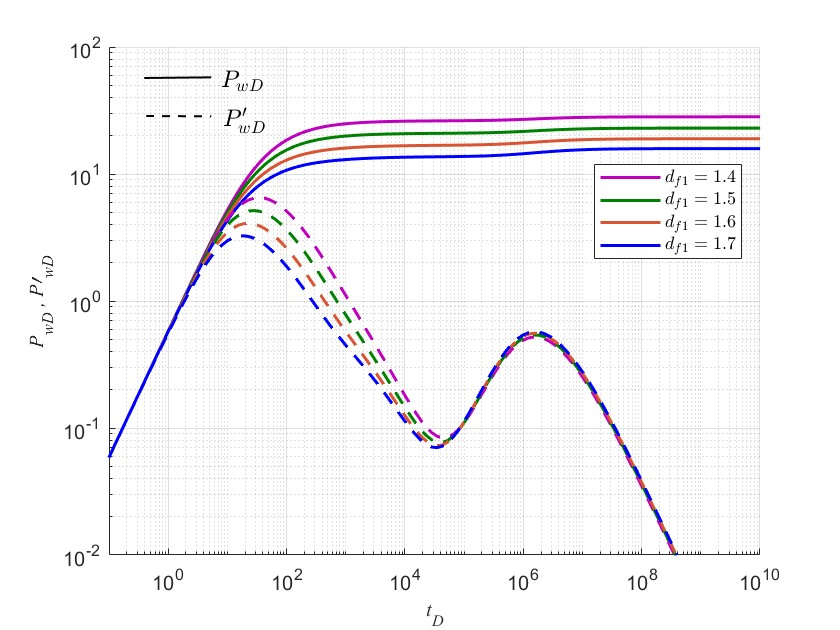 10^2
P_{wD}
P'_{wD}
10^1
d_{f1} = 1.4
d_{f1} = 1.5
d_{f1} = 1.6
d_{f1} = 1.7
P_{wD}, P'_{wD}
10^0
10^{-1}
10^{-2}
10^0 10^2 10^4 10^6 10^8 10^{10}
t_D